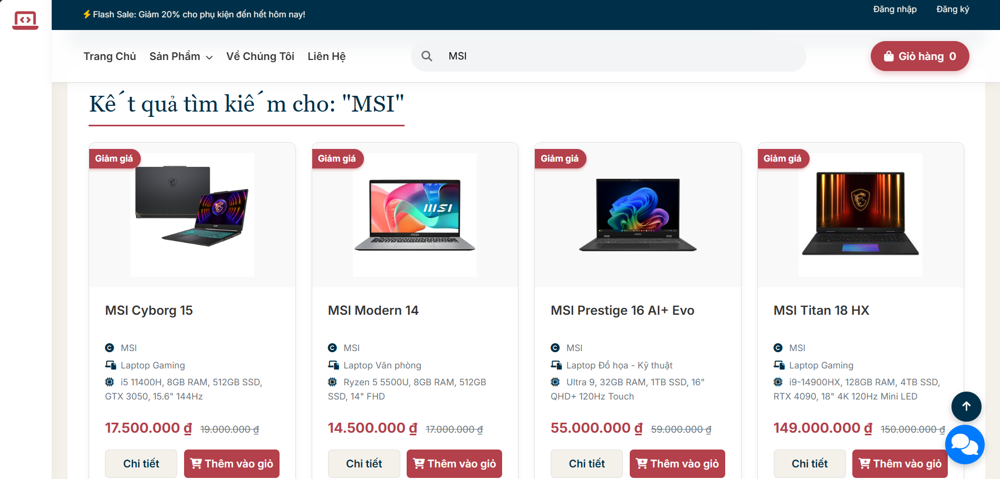 Flash Sale: Giảm 20% cho phụ kiện đến hết hôm nay!
Đăng nhập
Đăng ký
Trang Chủ
Sản Phẩm
Về Chúng Tôi
Liên Hệ
MSI
Giỏ hàng 0
Kết quả tìm kiếm cho: "MSI"
Giảm giá
Giảm giá
Giảm giá
Giảm giá
MSI
MSI Cyborg 15
MSI
Laptop Gaming
i5 11400H, 8GB RAM, 512GB SSD,
GTX 3050, 15.6" 144Hz
17.500.000 ₫ 19.000.000 ₫
Chi tiết
Thêm vào giỏ
MSI Modern 14
MSI
Laptop Văn phòng
Ryzen 5 5500U, 8GB RAM, 512GB
SSD, 14" FHD
14.500.000 ₫ 17.000.000 ₫
Chi tiết
Thêm vào giỏ
MSI Prestige 16 AI+ Evo
MSI
Laptop Đồ họa - Kỹ thuật
Ultra 9, 32GB RAM, 1TB SSD, 16"
QHD+ 120Hz Touch
55.000.000 ₫ 59.000.000 ₫
Chi tiết
Thêm vào giỏ
MSI Titan 18 HX
MSI
Laptop Gaming
i9-14900HX, 128GB RAM, 4TB SSD,
RTX 4090, 18" 4K 120Hz Mini LED
149.000.000 ₫ 150.000.000 ₫
Chi tiết
Thêm vào giỏ